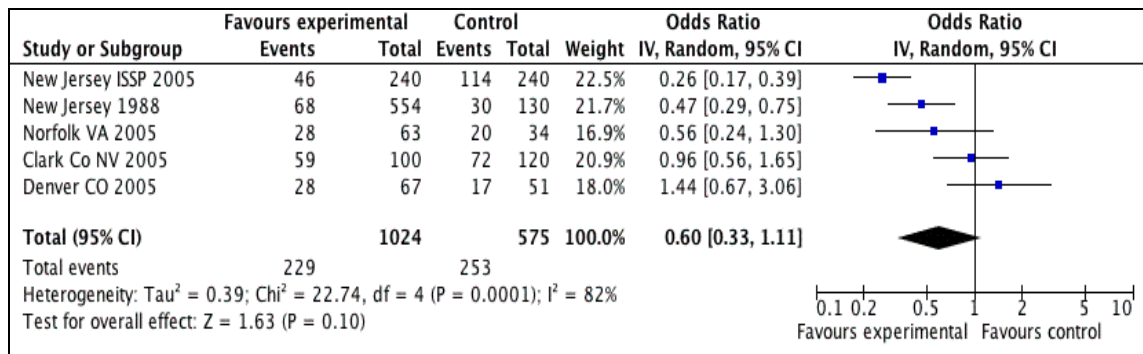 Favours experimental Control Odds Ratio Odds Ratio
Study or Subgroup Events Total Events Total Weight IV, Random, 95% CI IV, Random, 95% CI
New Jersey ISSP 2005 46 240 114 240 22.5% 0.26 [0.17, 0.39]
New Jersey 1988 68 554 30 130 21.7% 0.47 [0.29, 0.75]
Norfolk VA 2005 28 63 20 34 16.9% 0.56 [0.24, 1.30]
Clark Co NV 2005 59 100 72 120 20.9% 0.96 [0.56, 1.65]
Denver CO 2005 28 67 17 51 18.0% 1.44 [0.67, 3.06]
Total (95% CI) 1024 575 100.0% 0.60 [0.33, 1.11]
Total events 229 253
Heterogeneity: Tau² = 0.39; Chi² = 22.74, df = 4 (P = 0.0001); I² = 82%
Test for overall effect: Z = 1.63 (P = 0.10)
0.1 0.2 0.5 1 2 5 10
Favours experimental Favours control